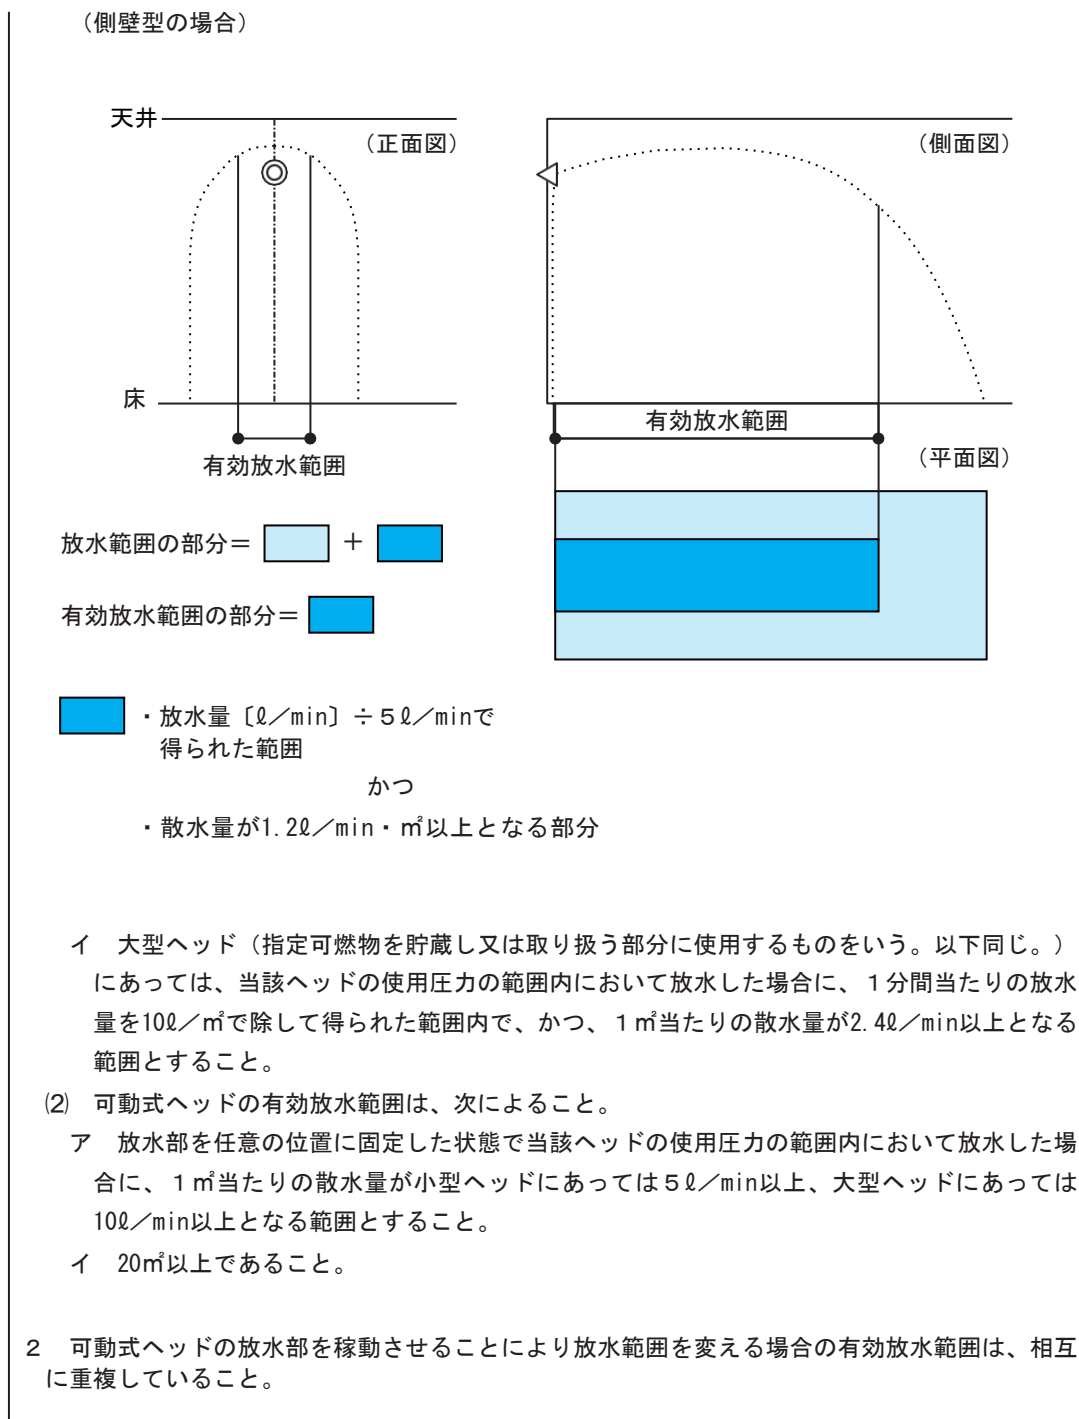 （側壁型の場合）
天井
（正面図）
（側面図）
床
有効放水範囲
有効放水範囲
（平面図）
放水範囲の部分＝ ＋
有効放水範囲の部分＝
・放水量〔ℓ／min〕÷５ℓ／minで
得られた範囲
かつ
・散水量が1.2ℓ／min・㎡以上となる部分
イ　大型ヘッド（指定可燃物を貯蔵し又は取り扱う部分に使用するものをいう。以下同じ。）
にあっては、当該ヘッドの使用圧力の範囲内において放水した場合に、１分間当たりの放水
量を10ℓ／㎡で除して得られた範囲内で、かつ、１㎡当たりの散水量が2.4ℓ／min以上となる
範囲とすること。
⑵　可動式ヘッドの有効放水範囲は、次によること。
ア　放水部を任意の位置に固定した状態で当該ヘッドの使用圧力の範囲内において放水した場
合に、１㎡当たりの散水量が小型ヘッドにあっては５ℓ／min以上、大型ヘッドにあっては
10ℓ／min以上となる範囲とすること。
イ　20㎡以上であること。
２　可動式ヘッドの放水部を稼動させることにより放水範囲を変える場合の有効放水範囲は、相互
に重複していること。